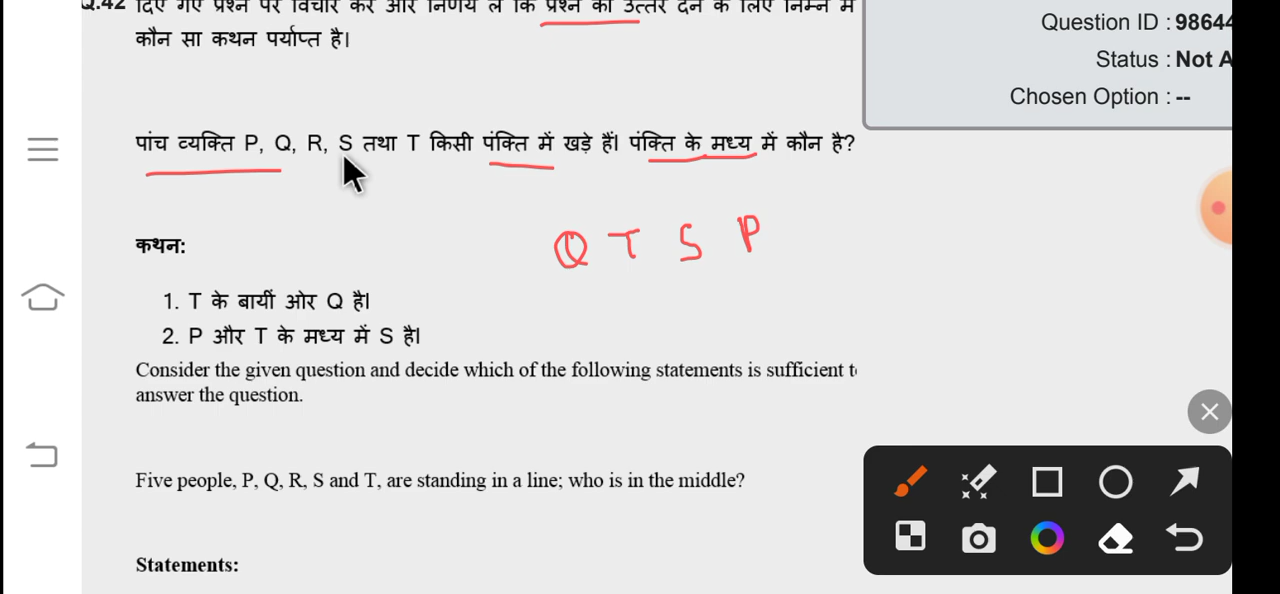 Q.42 दिए गए प्रश्न पर विचार करें और निर्णय लें कि प्रश्न का उत्तर देने के लिए निम्न में
Question ID : 98644
कौन सा कथन पर्याप्त है।
Status : Not A
Chosen Option : --
पांच व्यक्ति P, Q, R, S तथा T किसी पंक्ति में खड़े हैं। पंक्ति के मध्य में कौन है?
Q T S P
कथन:
1. T के बायीं ओर Q है।
2. P और T के मध्य में S है।
Consider the given question and decide which of the following statements is sufficient t
answer the question.
Five people, P, Q, R, S and T, are standing in a line; who is in the middle?
Statements: